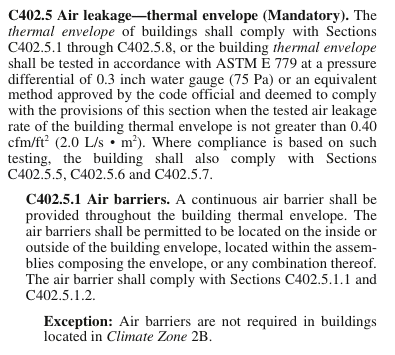 C402.5 Air leakage—thermal envelope (Mandatory). The
thermal envelope of buildings shall comply with Sections
C402.5.1 through C402.5.8, or the building thermal envelope
shall be tested in accordance with ASTM E 779 at a pressure
differential of 0.3 inch water gauge (75 Pa) or an equivalent
method approved by the code official and deemed to comply
with the provisions of this section when the tested air leakage
rate of the building thermal envelope is not greater than 0.40
cfm/ft² (2.0 L/s • m²). Where compliance is based on such
testing, the building shall also comply with Sections
C402.5.5, C402.5.6 and C402.5.7.
C402.5.1 Air barriers. A continuous air barrier shall be
provided throughout the building thermal envelope. The
air barriers shall be permitted to be located on the inside or
outside of the building envelope, located within the assem-
blies composing the envelope, or any combination thereof.
The air barrier shall comply with Sections C402.5.1.1 and
C402.5.1.2.
Exception: Air barriers are not required in buildings
located in Climate Zone 2B.